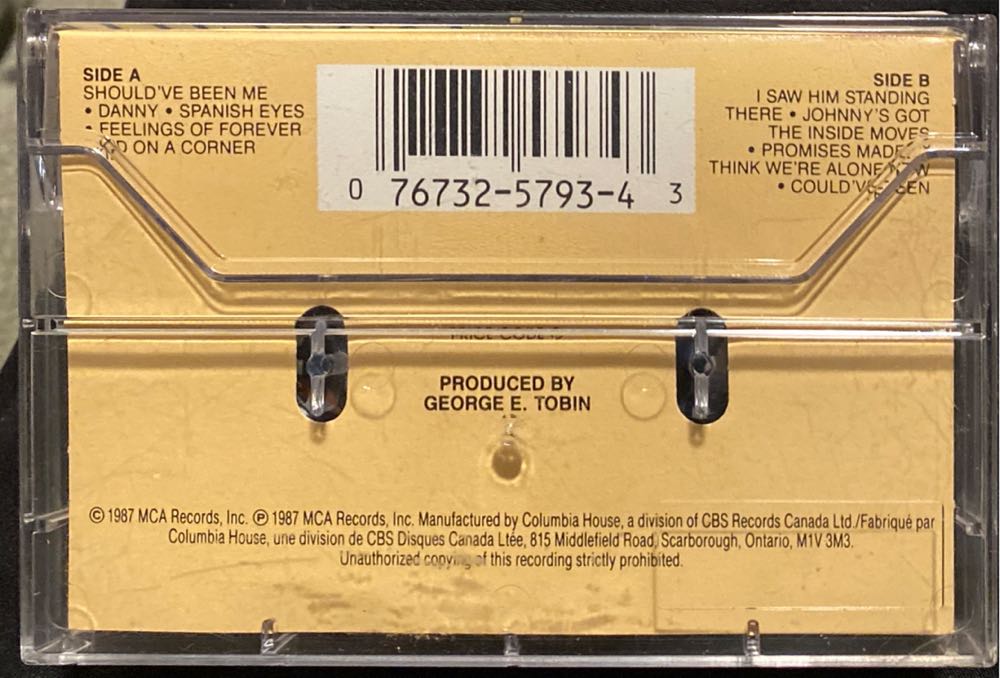 SIDE A
SHOULD'VE BEEN ME
• DANNY • SPANISH EYES
• FEELINGS OF FOREVER
ON A CORNER
0 76732-5793-4 3
SIDE B
I SAW HIM STANDING
THERE • JOHNNY'S GOT
THE INSIDE MOVES
• PROMISES MADE
THINK WE'RE ALONE NOW
• COULD'VE BEEN
PRICE CODE
PRODUCED BY
GEORGE E. TOBIN
© 1987 MCA Records, Inc. ℗ 1987 MCA Records, Inc. Manufactured by Columbia House, a division of CBS Records Canada Ltd./Fabriqué par
Columbia House, une division de CBS Disques Canada Ltée, 815 Middlefield Road, Scarborough, Ontario, M1V 3M3.
Unauthorized copying of this recording strictly prohibited.